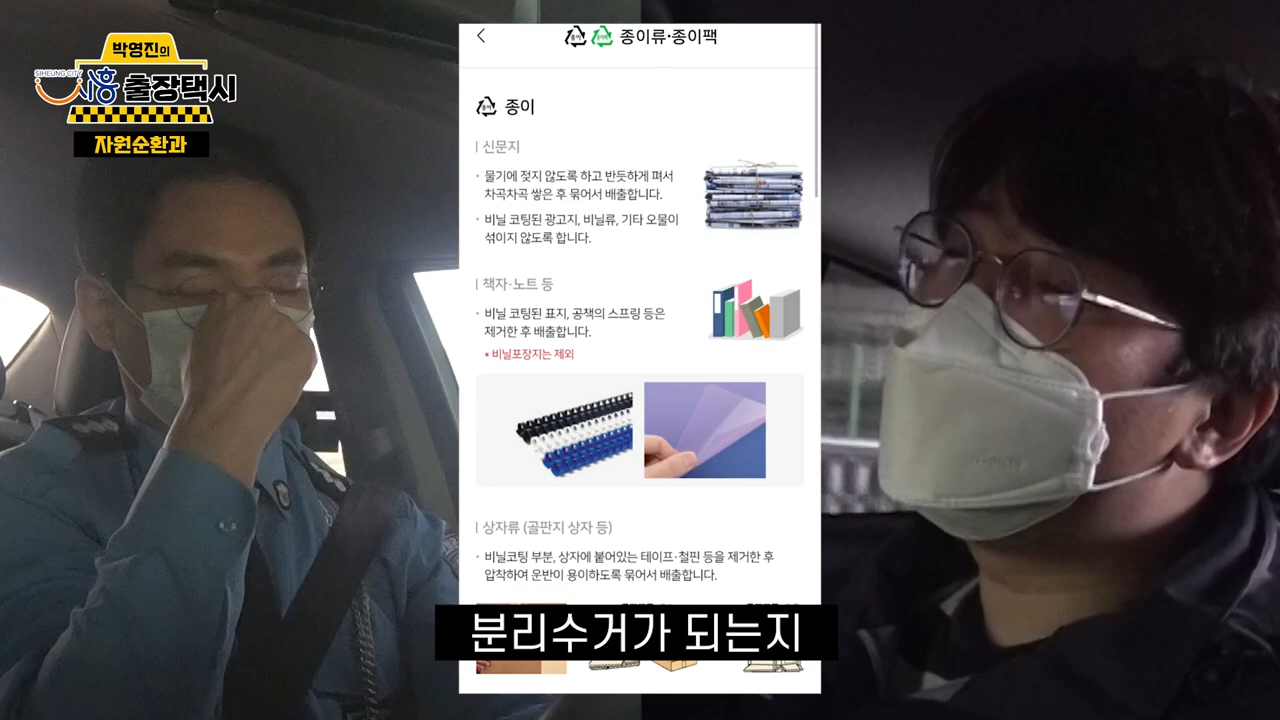 박영진의
SIHEUNG CITY
시흥 출장택시
자원순환과
종이류·종이팩
종이
신문지
물기에 젖지 않도록 하고 반듯하게 펴서
차곡차곡 쌓은 후 묶어서 배출합니다.
비닐 코팅된 광고지, 비닐류, 기타 오물이
섞이지 않도록 합니다.
책자·노트 등
비닐 코팅된 표지, 공책의 스프링 등은
제거한 후 배출합니다.
* 비닐포장지는 제외
상자류 (골판지 상자 등)
비닐코팅 부분, 상자에 붙어있는 테이프·철핀 등을 제거한 후
압착하여 운반이 용이하도록 묶어서 배출합니다.
분리수거가 되는지